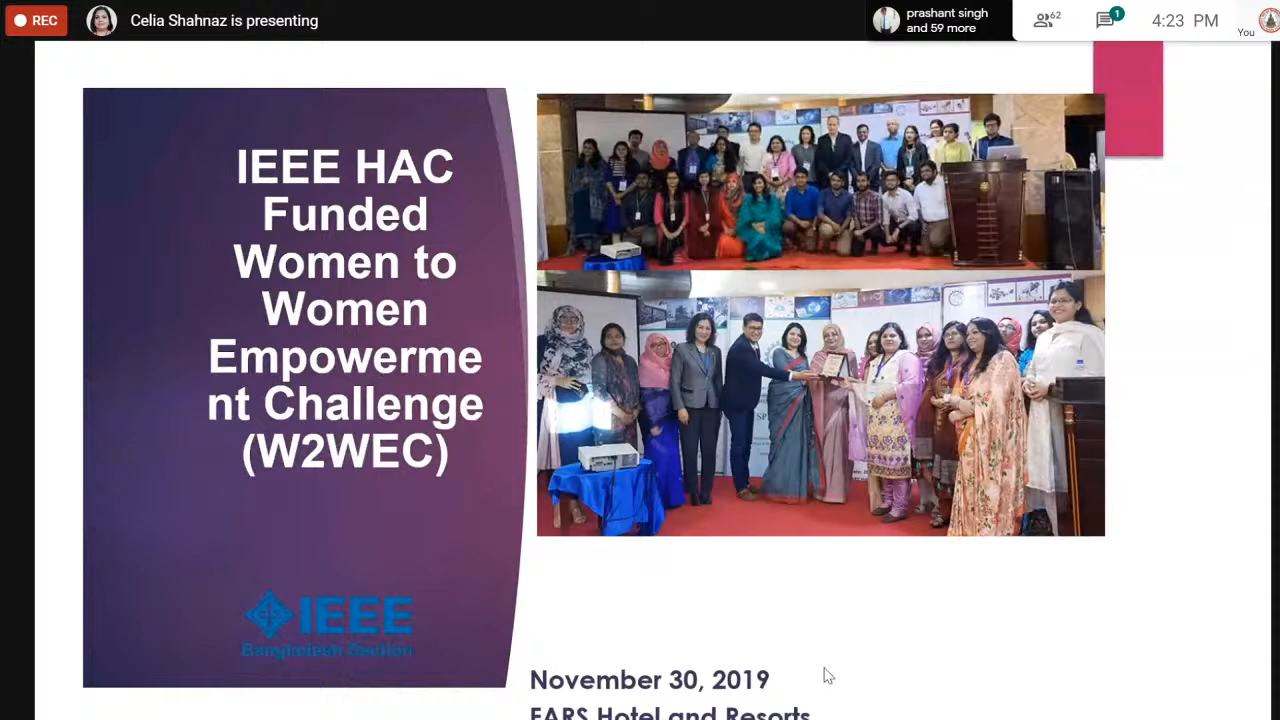 REC
Celia Shahnaz is presenting
prashant singh
and 59 more
62
1
4:23 PM
You
IEEE HAC
Funded
Women to
Women
Empowerme
nt Challenge
(W2WEC)
IEEE
Bangladesh Section
November 30, 2019
FARS Hotel and Resorts